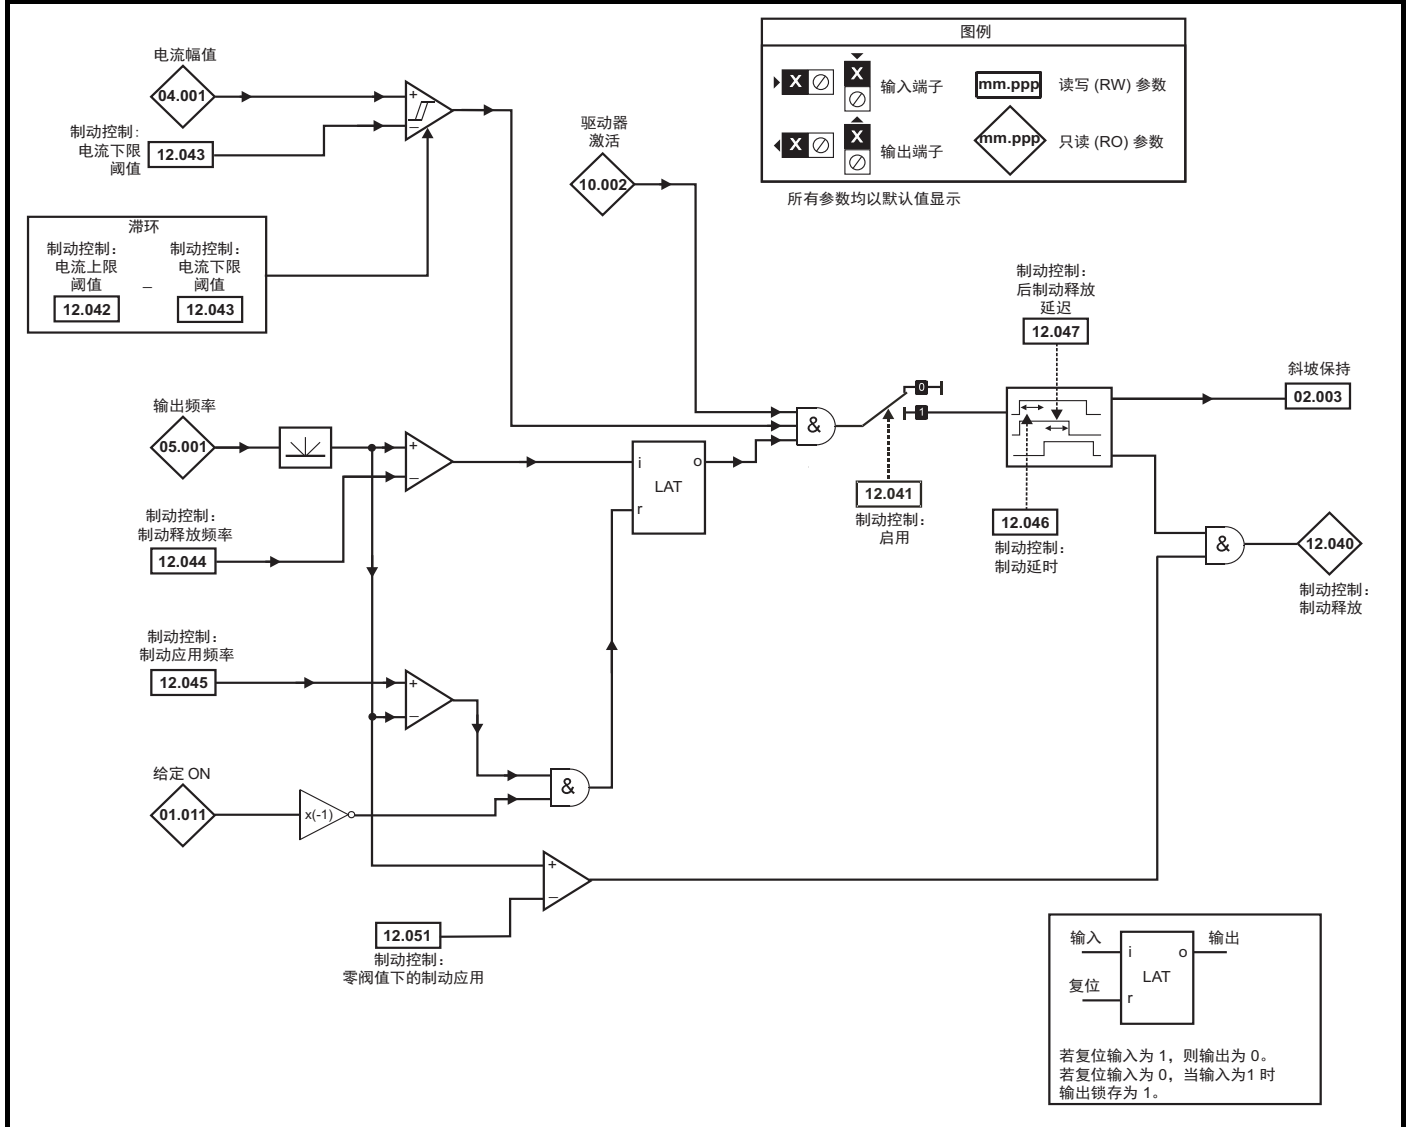 电流幅值
04.001
制动控制：
电流下限
阈值
12.043
+
−
滞环
制动控制：
电流上限
阈值
12.042
−
制动控制：
电流下限
阈值
12.043
驱动器
激活
10.002
图例
X
X
输入端子
mm.ppp
读写 (RW) 参数
X
X
输出端子
mm.ppp
只读 (RO) 参数
所有参数均以默认值显示
输出频率
05.001
+
−
制动控制：
制动释放频率
12.044
i
o
LAT
r
&
0
1
12.041
制动控制：
启用
制动控制：
后制动释放
延迟
12.047
12.046
制动控制：
制动延时
斜坡保持
02.003
&
12.040
制动控制：
制动释放
制动控制：
制动应用频率
12.045
+
−
给定 ON
01.011
x(-1)
&
+
−
12.051
制动控制：
零阀值下的制动应用
输入
i
o
输出
LAT
复位
r
若复位输入为 1，则输出为 0。
若复位输入为 0，当输入为1 时
输出锁存为 1。